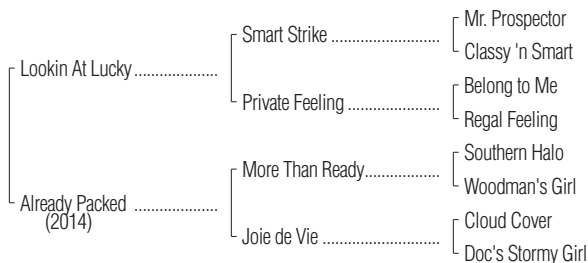 Mr. Prospector
Smart Strike ..............................
Classy 'n Smart
Lookin At Lucky .......................
Belong to Me
Private Feeling ............................
Regal Feeling
Southern Halo
More Than Ready.....................
Woodman's Girl
Already Packed .......................
(2014)
Cloud Cover
Joie de Vie ..................................
Doc's Stormy Girl